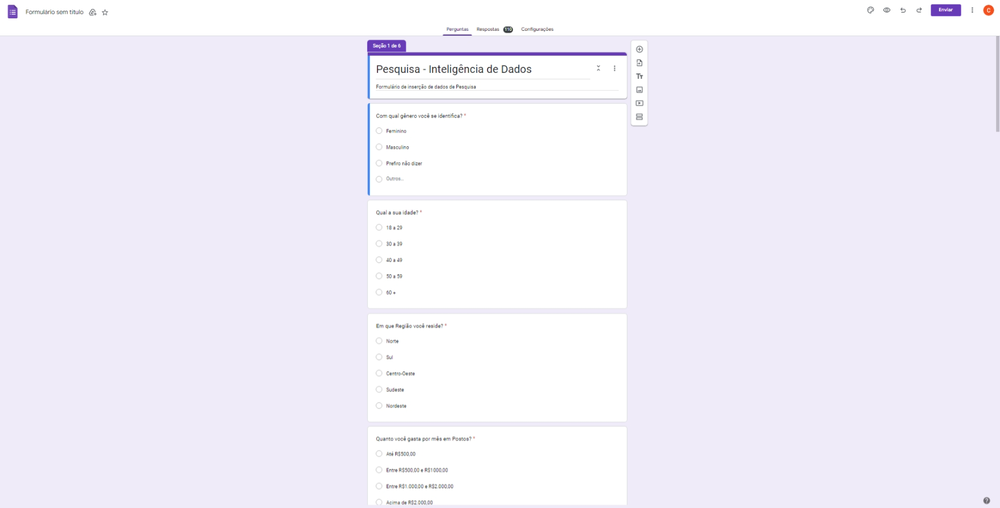 Formulário sem título
Enviar
C
Perguntas
Respostas 110
Configurações
Seção 1 de 6
Pesquisa - Inteligência de Dados
Formulário de inserção de dados de Pesquisa
Tт
Com qual gênero você se identifica? *
Feminino
Masculino
Prefiro não dizer
Outros...
Qual a sua idade? *
18 a 29
30 a 39
40 a 49
50 a 59
60 +
Em que Região você reside? *
Norte
Sul
Centro-Oeste
Sudeste
Nordeste
Quanto você gasta por mês em Postos? *
Até R$500,00
Entre R$500,00 e R$1000,00
Entre R$1.000,00 e R$2.000,00
Acima de R$2.000,00